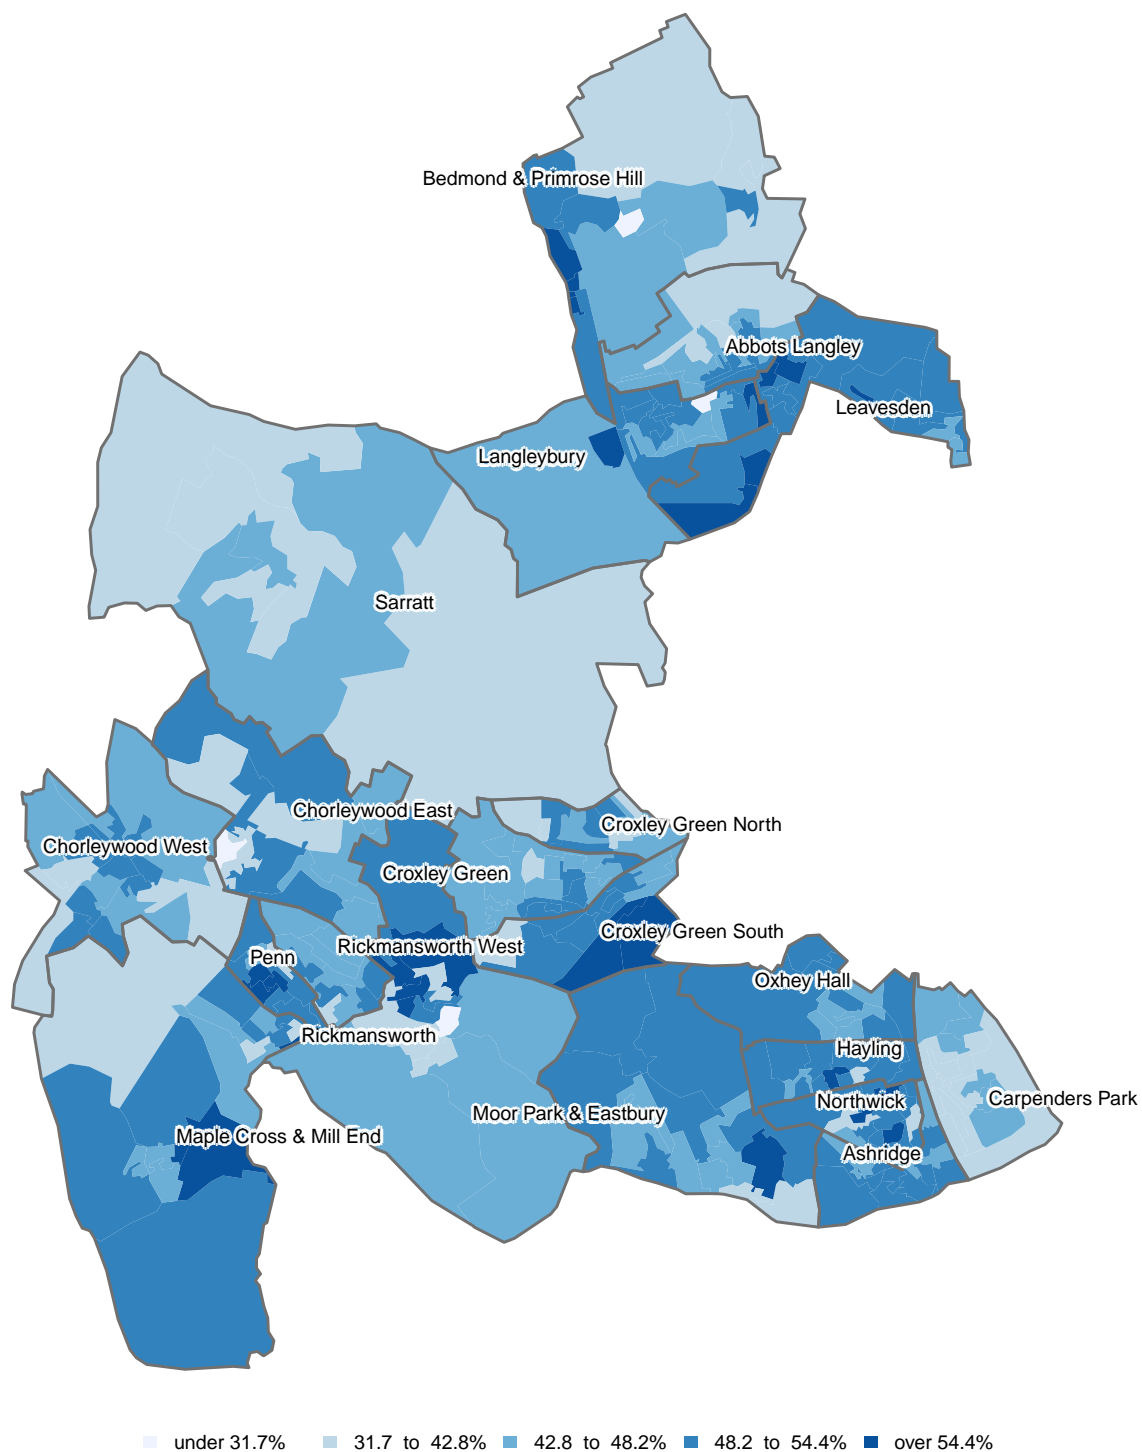 Bedmond & Primrose Hill
Abbots Langley
Leavesden
Langleybury
Sarratt
Chorleywood East
Croxley Green North
Chorleywood West
Croxley Green
Croxley Green South
Rickmansworth West
Penn
Oxhey Hall
Rickmansworth
Hayling
Carpenders Park
Northwick
Moor Park & Eastbury
Maple Cross & Mill End
Ashridge
under 31.7% 31.7 to 42.8% 42.8 to 48.2% 48.2 to 54.4% over 54.4%